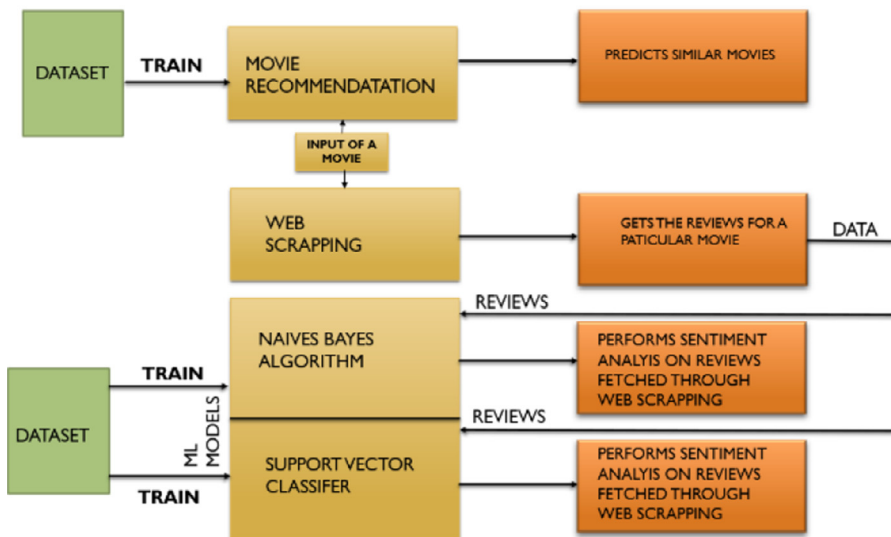 DATASET
TRAIN
MOVIE
RECOMMENDATATION
PREDICTS SIMILAR MOVIES
INPUT OF A
MOVIE
WEB
SCRAPPING
GETS THE REVIEWS FOR A
PATICULAR MOVIE
DATA
REVIEWS
NAIVES BAYES
ALGORITHM
PERFORMS SENTIMENT
ANALYIS ON REVIEWS
FETCHED THROUGH
WEB SCRAPPING
DATASET
TRAIN
ML
MODELS
TRAIN
REVIEWS
SUPPORT VECTOR
CLASSIFER
PERFORMS SENTIMENT
ANALYIS ON REVIEWS
FETCHED THROUGH
WEB SCRAPPING